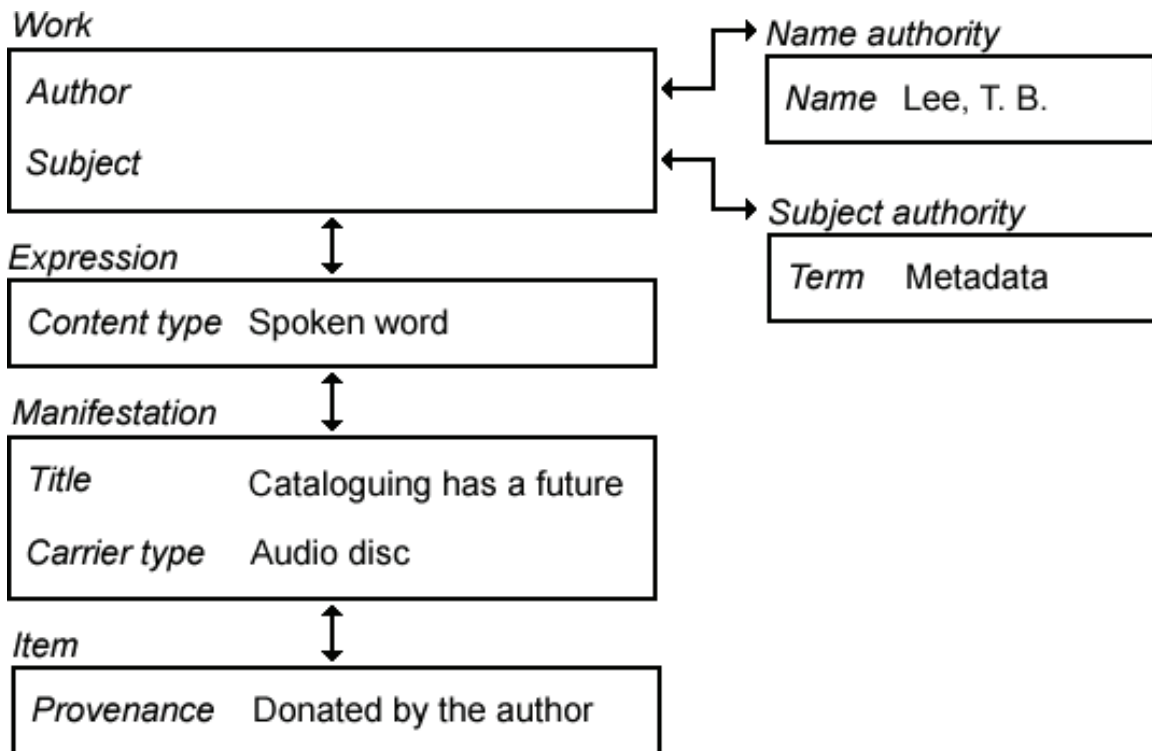 Work
Author
Subject
Name authority
Name Lee, T. B.
Subject authority
Term Metadata
Expression
Content type Spoken word
Manifestation
Title Cataloguing has a future
Carrier type Audio disc
Item
Provenance Donated by the author